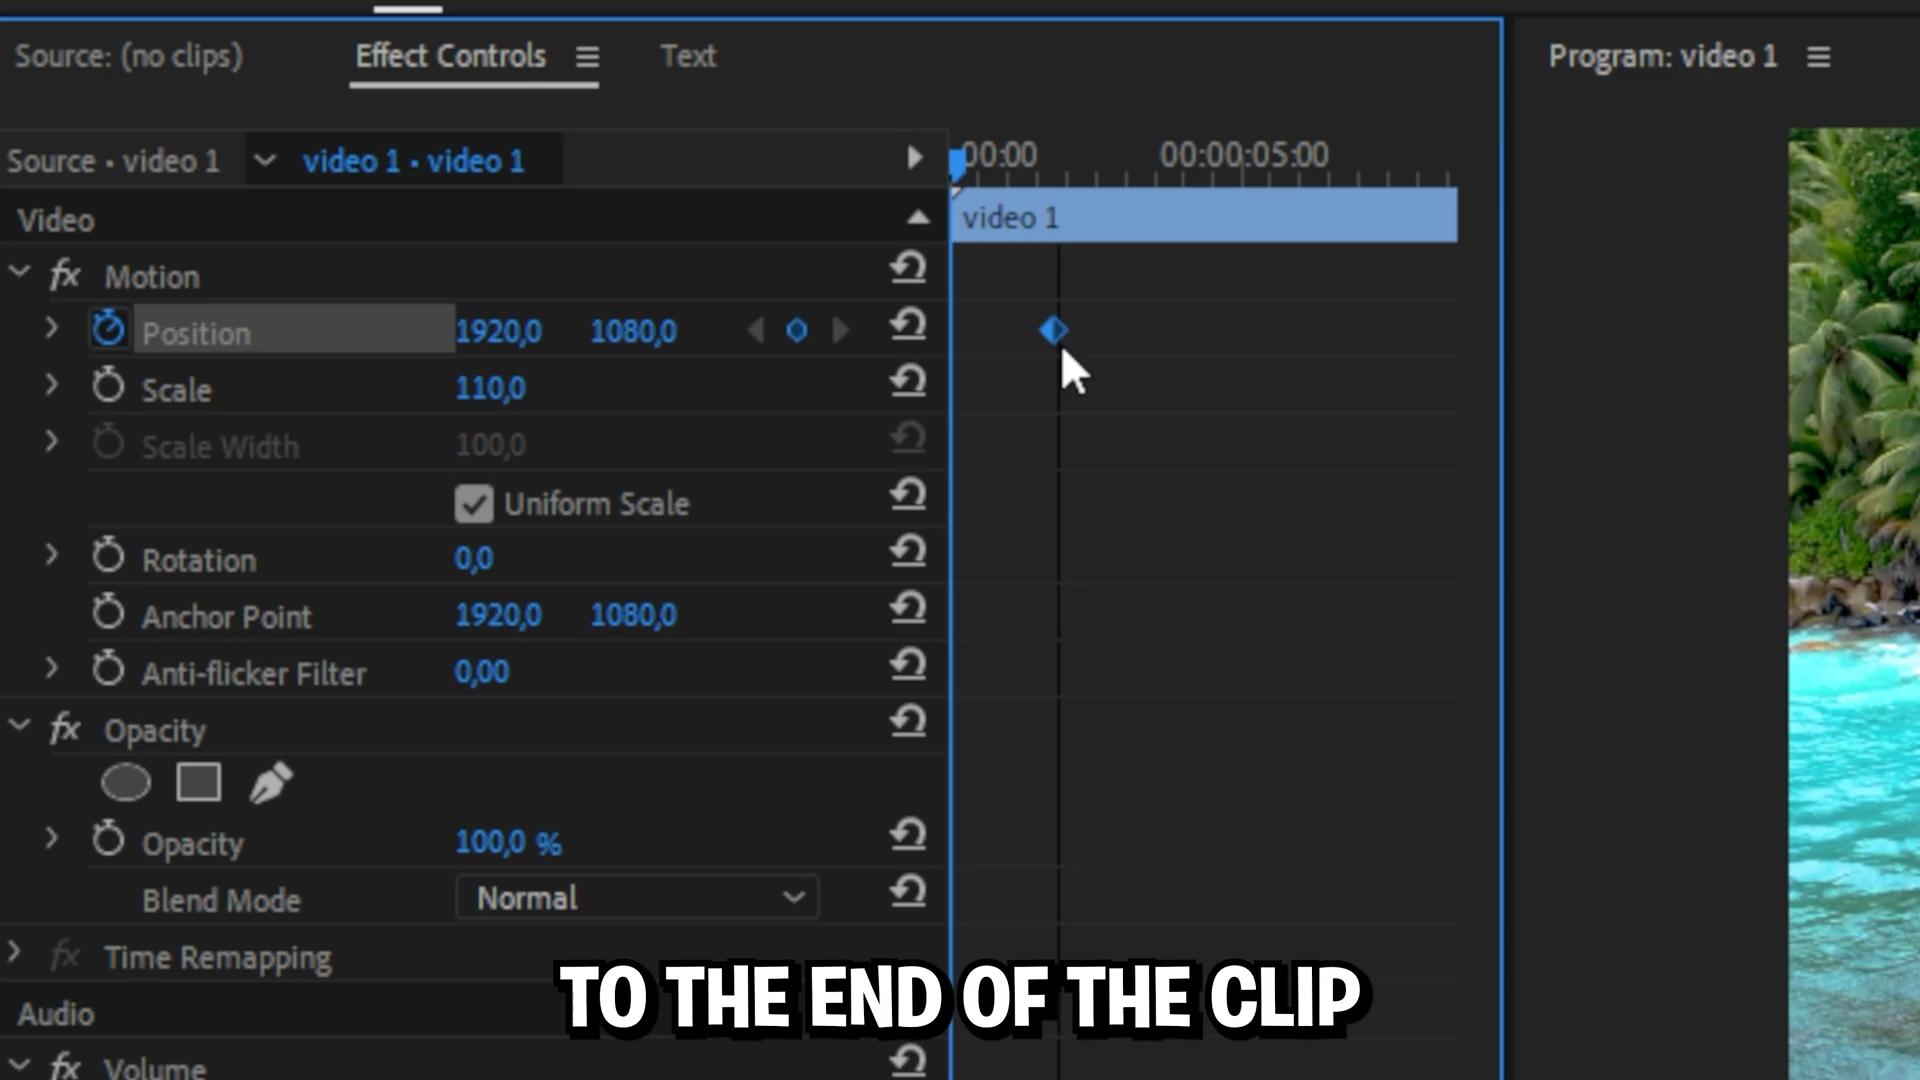 Source: (no clips) Effect Controls Text Program: video 1
Source • video 1 video 1 • video 1 00:00 00:00:05:00
Video video 1
fx Motion
Position 1920,0 1080,0
Scale 110,0
Scale Width 100,0
Uniform Scale
Rotation 0,0
Anchor Point 1920,0 1080,0
Anti-flicker Filter 0,00
fx Opacity
Opacity 100,0 %
Blend Mode Normal
fx Time Remapping
TO THE END OF THE CLIP
Audio
fx Volume